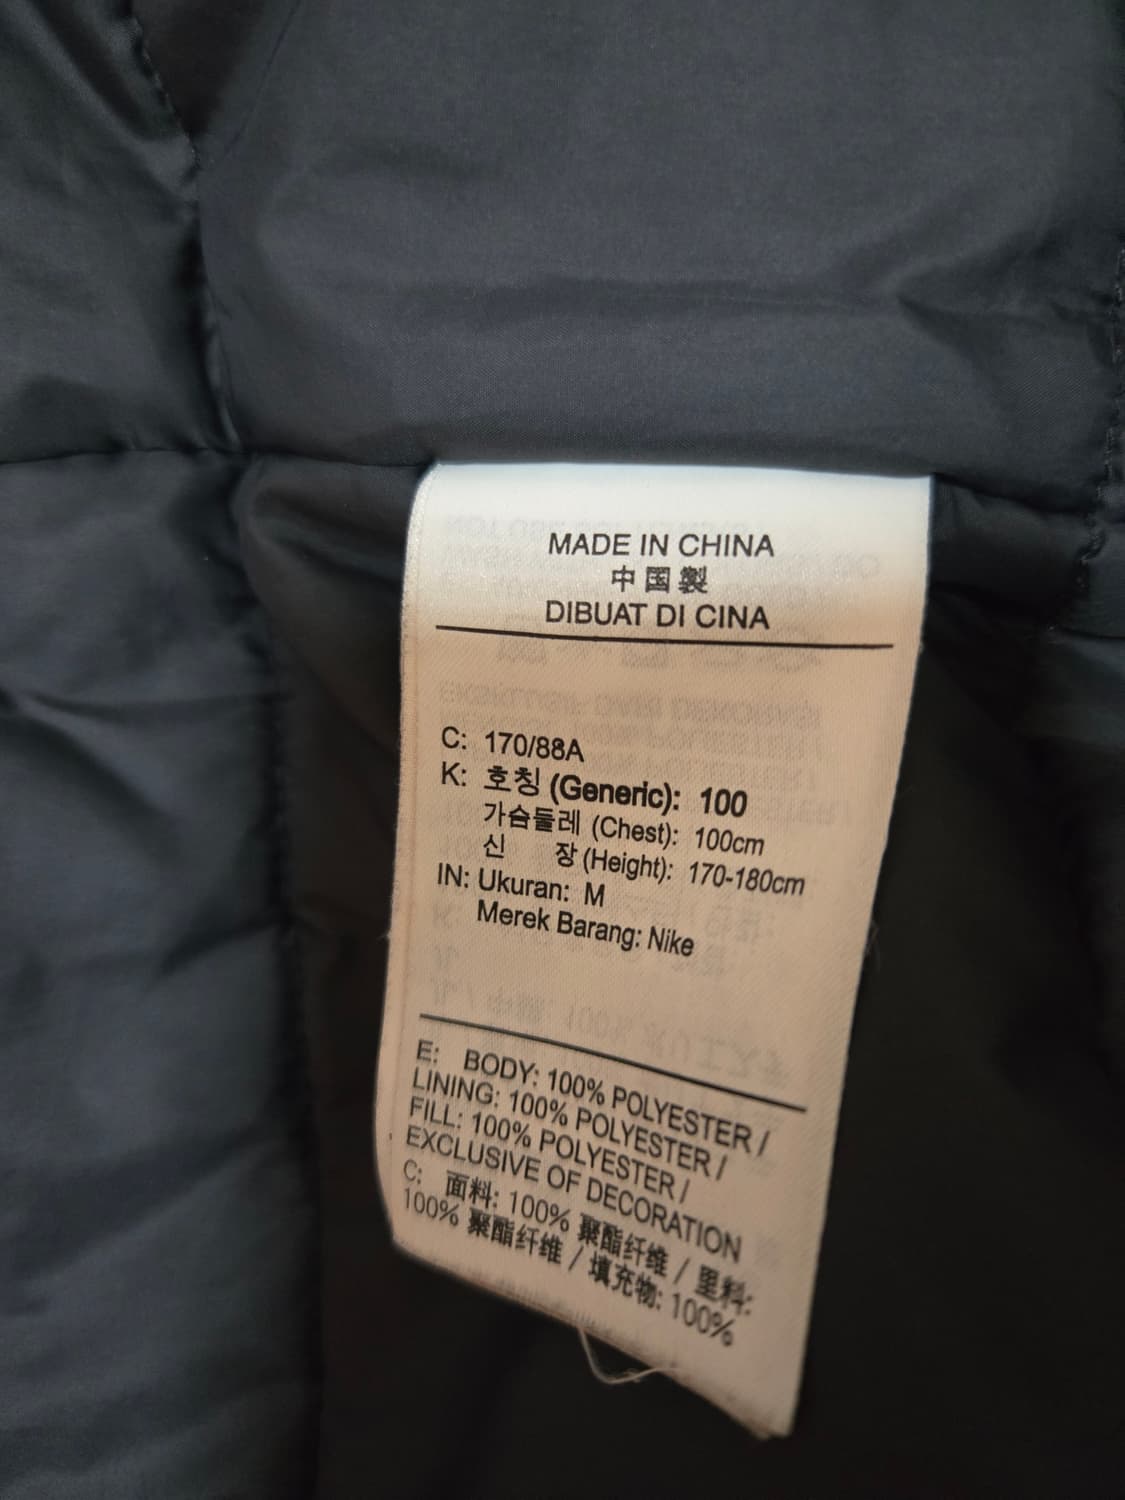 MADE IN CHINA
中国製
DIBUAT DI CINA
C: 170/88A
K: 호칭 (Generic): 100
가슴둘레 (Chest): 100cm
신 장 (Height): 170-180cm
IN: Ukuran: M
Merek Barang: Nike
E: BODY: 100% POLYESTER /
LINING: 100% POLYESTER /
FILL: 100% POLYESTER /
EXCLUSIVE OF DECORATION
C: 面料: 100% 聚酯纤维 / 里料:
100% 聚酯纤维 / 填充物: 100%